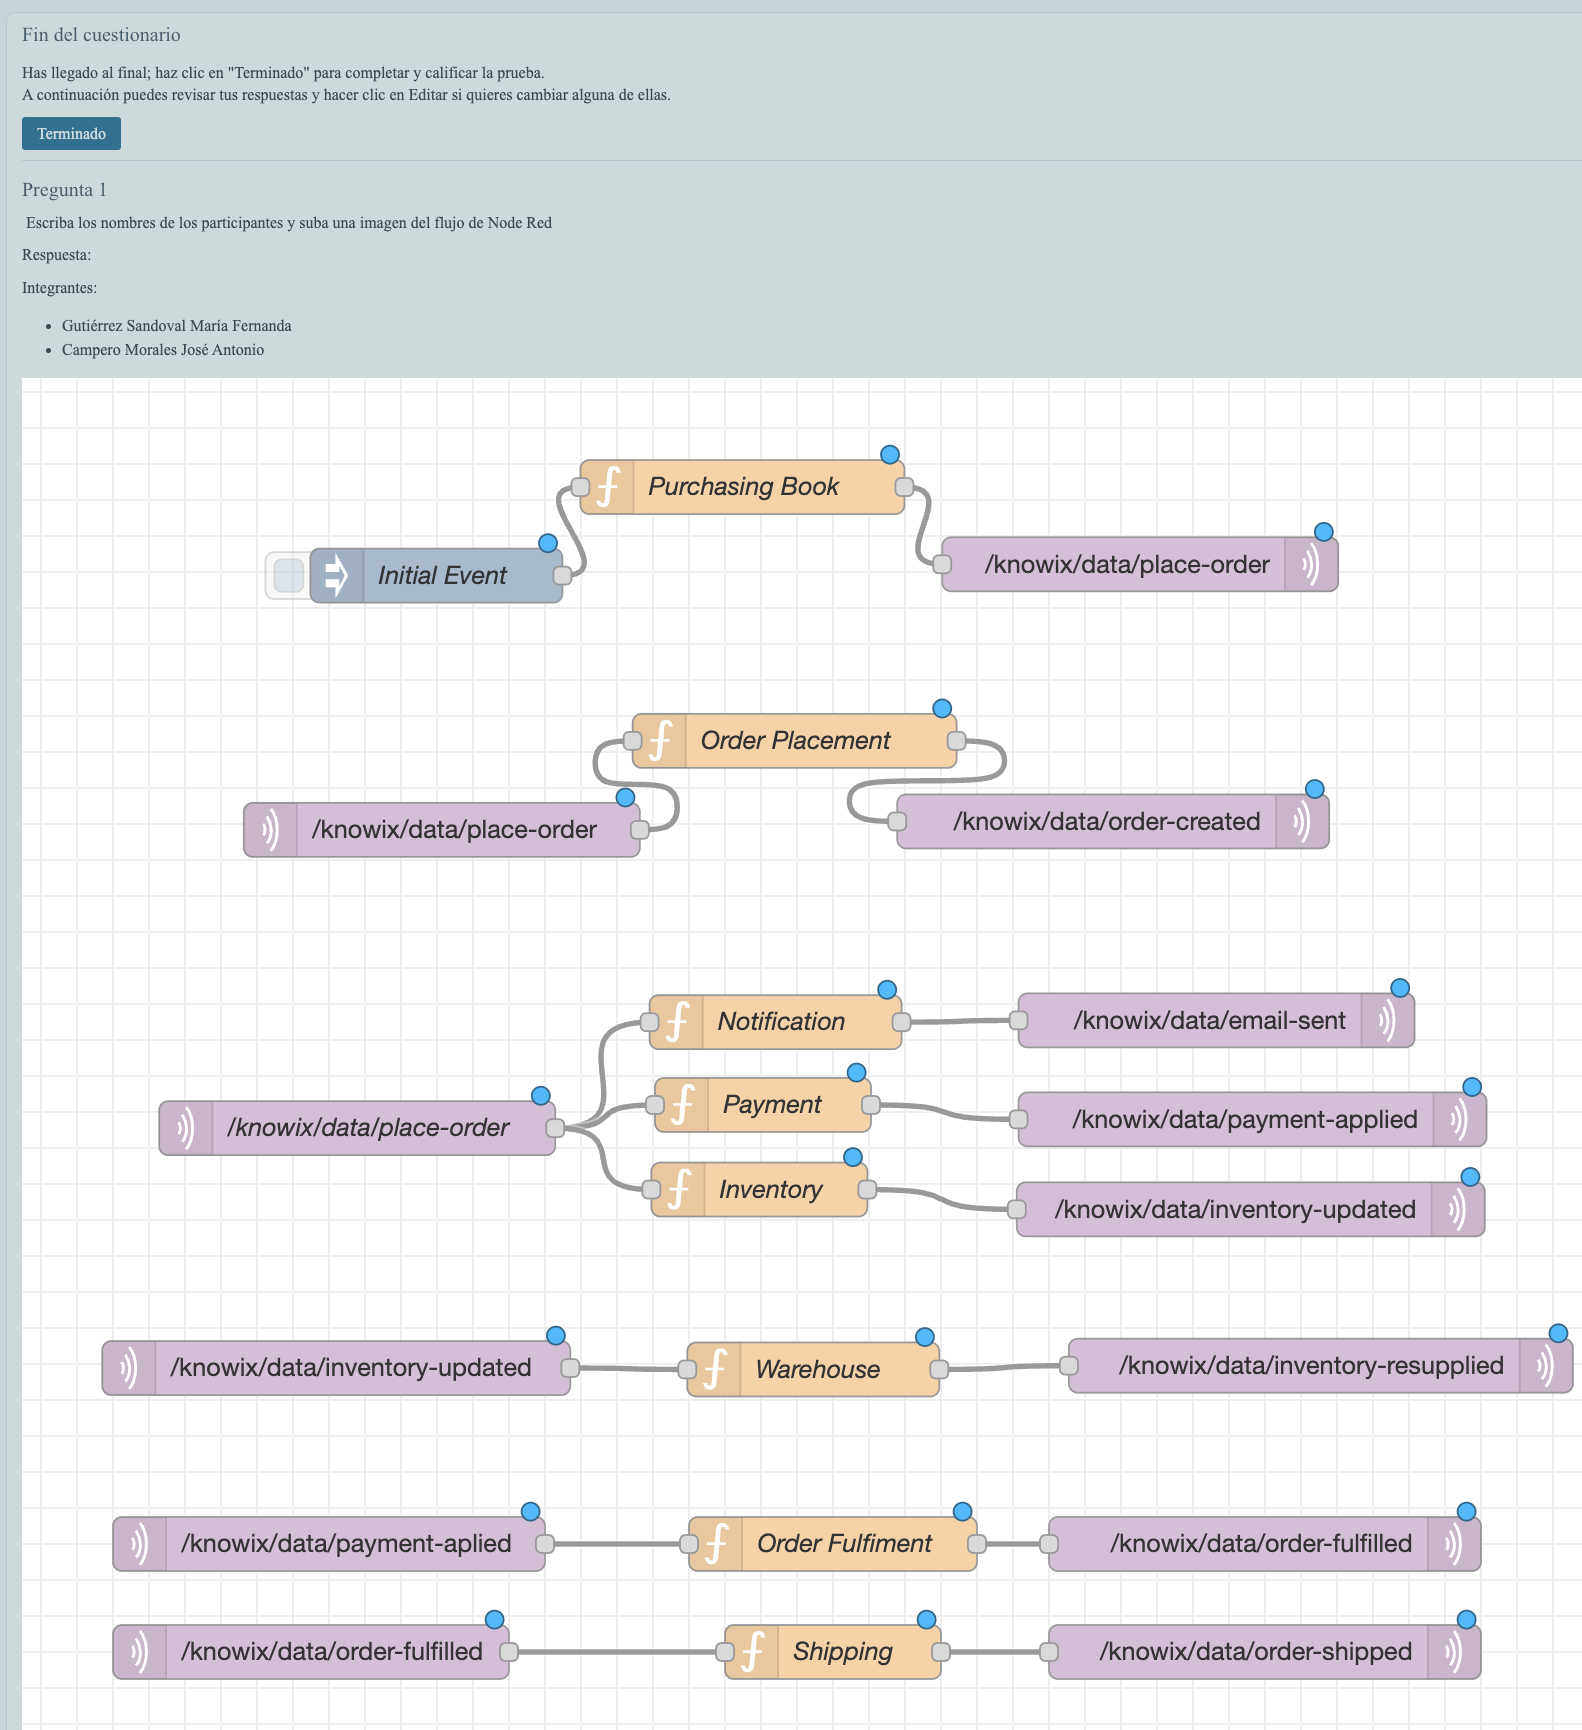 Fin del cuestionario
Has llegado al final; haz clic en "Terminado" para completar y calificar la prueba.
A continuación puedes revisar tus respuestas y hacer clic en Editar si quieres cambiar alguna de ellas.
Terminado
Pregunta 1
Escriba los nombres de los participantes y suba una imagen del flujo de Node Red
Respuesta:
Integrantes:
• Gutiérrez Sandoval María Fernanda
• Campero Morales José Antonio
Purchasing Book
Initial Event
/knowix/data/place-order
Order Placement
/knowix/data/place-order
/knowix/data/order-created
Notification
/knowix/data/email-sent
Payment
/knowix/data/payment-applied
/knowix/data/place-order
Inventory
/knowix/data/inventory-updated
/knowix/data/inventory-updated
Warehouse
/knowix/data/inventory-resupplied
/knowix/data/payment-aplied
Order Fulfiment
/knowix/data/order-fulfilled
/knowix/data/order-fulfilled
Shipping
/knowix/data/order-shipped